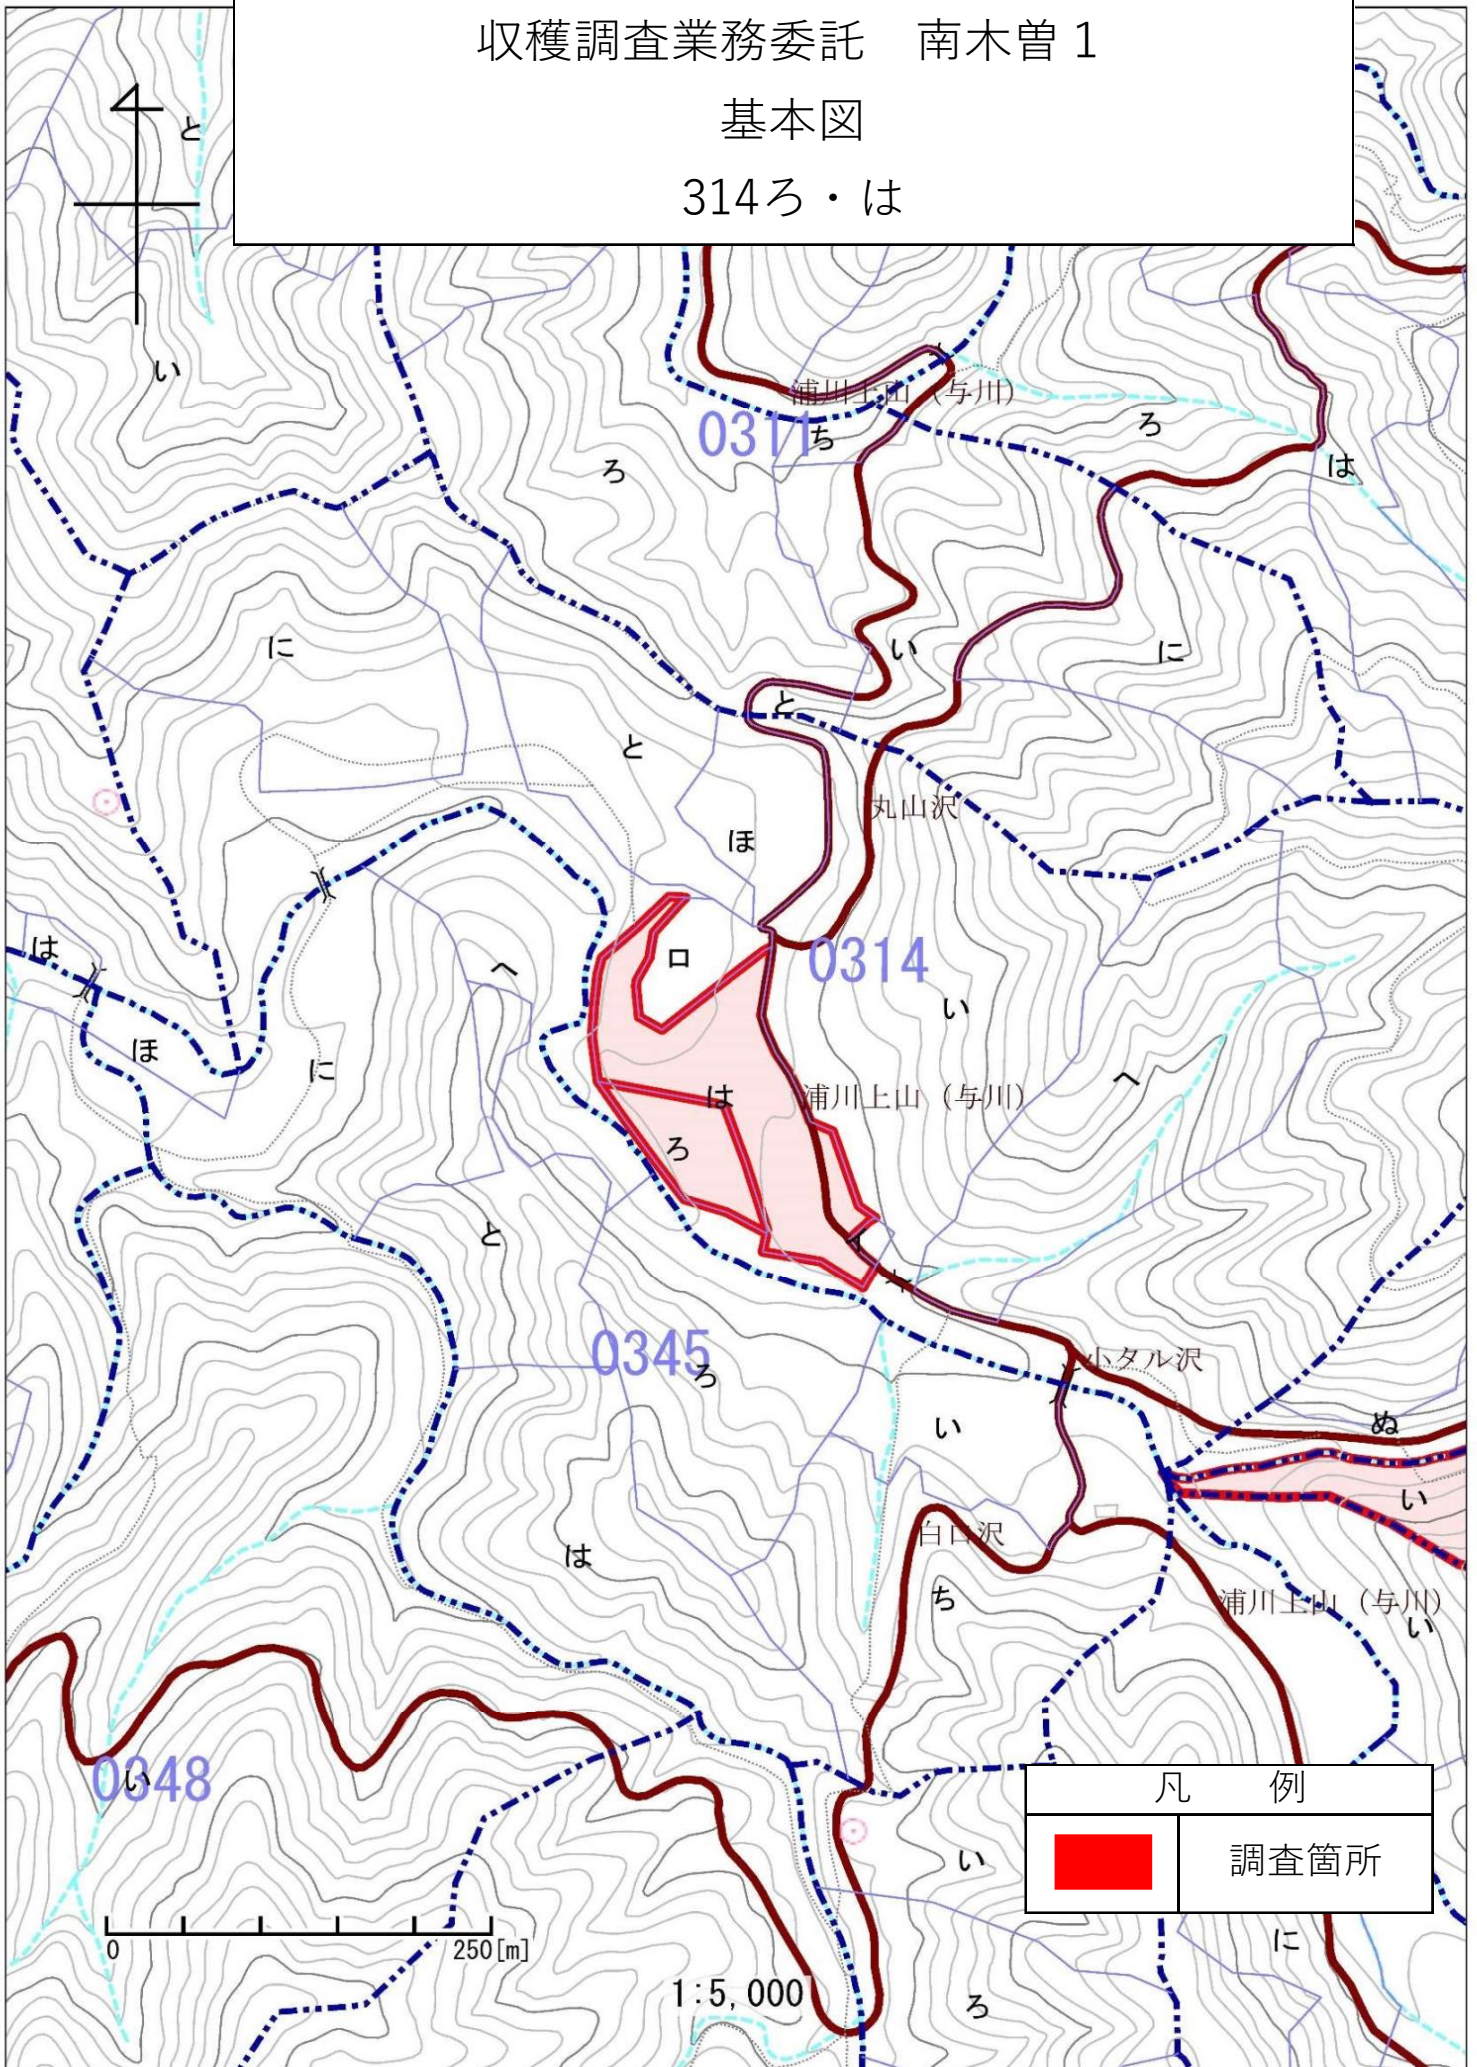 収穫調査業務委託　南木曽１
基本図
314ろ・は
と
い
浦川上山（与川）
0311
ち
ろ
ろ
は
に
い
に
と
と
ほ
丸山沢
は
ロ
0314
へ
い
ほ
に
は
浦川上山（与川）
へ
ろ
と
イ
0345
ろ
小タル沢
い
ぬ
い
白口沢
は
ち
浦川上山（与川）
い
0348
い
凡　例
調査箇所
い
に
0
250[m]
1:5,000
ろ